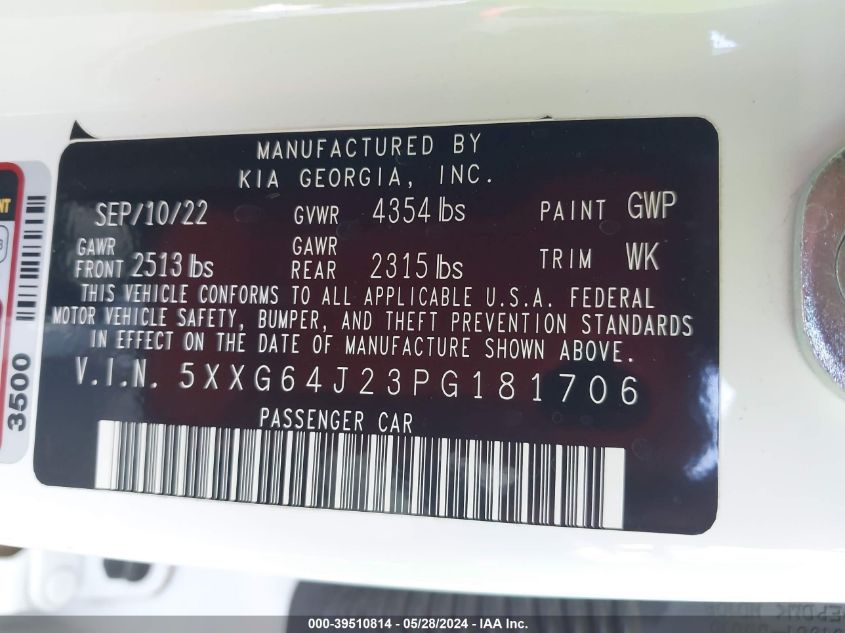 MANUFACTURED BY
KIA GEORGIA, INC.
SEP/10/22 GVWR 4354 lbs PAINT GWP
GAWR FRONT 2513 lbs GAWR REAR 2315 lbs TRIM WK
THIS VEHICLE CONFORMS TO ALL APPLICABLE U.S.A. FEDERAL
MOTOR VEHICLE SAFETY, BUMPER, AND THEFT PREVENTION STANDARDS
IN EFFECT ON THE DATE OF MANUFACTURE SHOWN ABOVE.
V.I.N. 5XXG64J23PG181706
PASSENGER CAR
3500
000-39510814 - 05/28/2024 - IAA Inc.